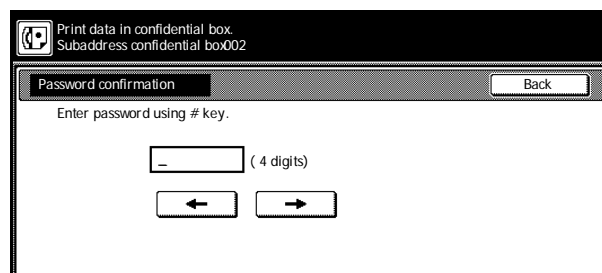 Print data in confidential box.
Subaddress confidential box002
Password confirmation
Back
Enter password using # key.
_ ( 4 digits)